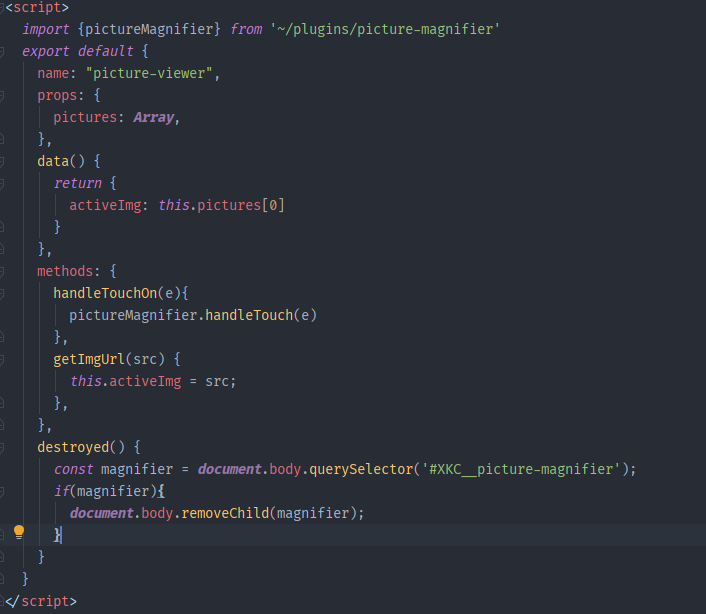 <script>
import {pictureMagnifier} from '~/plugins/picture-magnifier'
export default {
name: "picture-viewer",
props: {
pictures: Array,
},
data() {
return {
activeImg: this.pictures[0]
}
},
methods: {
handleTouchOn(e){
pictureMagnifier.handleTouch(e)
},
getImgUrl(src) {
this.activeImg = src;
},
},
destroyed() {
const magnifier = document.body.querySelector('#XKC__picture-magnifier');
if(magnifier){
document.body.removeChild(magnifier);
}
}
}
</script>